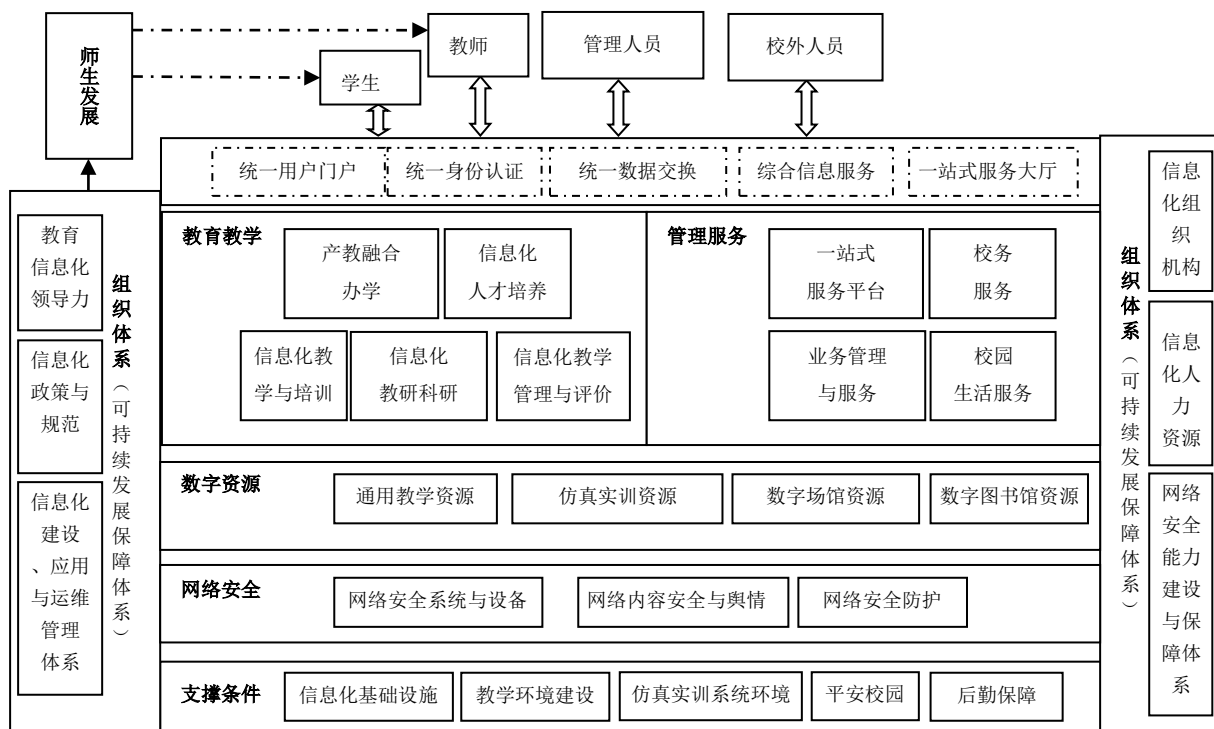 师生发展
教师
管理人员
校外人员
学生
统一用户门户
统一身份认证
统一数据交换
综合信息服务
一站式服务大厅
教育
信息化
领导力
信息化
政策与
规范
信息化
建设
、应用
与运维
管理
体系
组织体系（可持续发展保障体系）
教育教学
产教融合
办学
信息化
人才培养
信息化教
学与培训
信息化
教研科研
信息化教学
管理与评价
管理服务
一站式
服务平台
校务
服务
业务管理
与服务
校园
生活服务
数字资源
通用教学资源
仿真实训资源
数字场馆资源
数字图书馆资源
网络安全
网络安全系统与设备
网络内容安全与舆情
网络安全防护
支撑条件
信息化基础设施
教学环境建设
仿真实训系统环境
平安校园
后勤保障
组织体系（可持续发展保障体系）
信息
化组
织
机构
信息
化人
力
资源
网络
安全
能力
建设
与保
障体
系